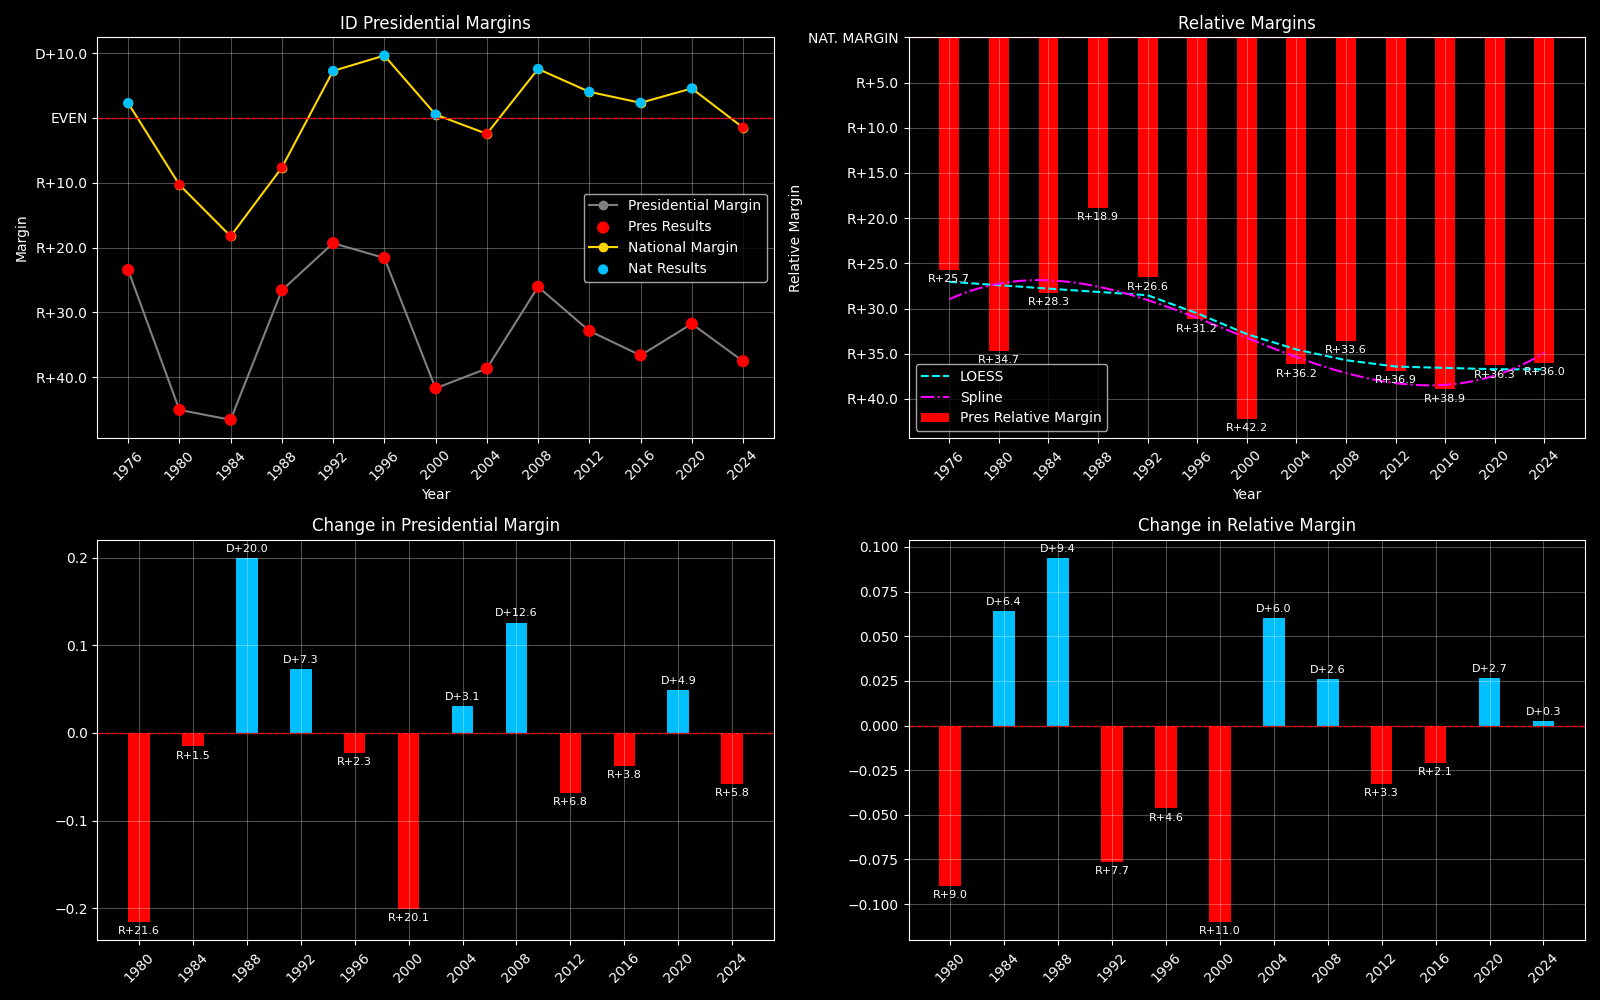 ID Presidential Margins
D+10.0
EVEN
R+10.0
R+20.0
R+30.0
R+40.0
Margin
Presidential Margin
Pres Results
National Margin
Nat Results
1976
1980
1984
1988
1992
1996
2000
2004
2008
2012
2016
2020
2024
Year
Relative Margins
NAT. MARGIN
R+5.0
R+10.0
R+15.0
R+20.0
R+25.0
R+30.0
R+35.0
R+40.0
Relative Margin
R+25.7
R+34.7
R+28.3
R+18.9
R+26.6
R+31.2
R+42.2
R+36.2
R+33.6
R+36.9
R+38.9
R+36.3
R+36.0
LOESS
Spline
Pres Relative Margin
1976
1980
1984
1988
1992
1996
2000
2004
2008
2012
2016
2020
2024
Year
Change in Presidential Margin
0.2
0.1
0.0
−0.1
−0.2
R+21.6
R+1.5
D+20.0
D+7.3
R+2.3
R+20.1
D+3.1
D+12.6
R+6.8
R+3.8
D+4.9
R+5.8
1980
1984
1988
1992
1996
2000
2004
2008
2012
2016
2020
2024
Change in Relative Margin
0.100
0.075
0.050
0.025
0.000
−0.025
−0.050
−0.075
−0.100
R+9.0
D+6.4
D+9.4
R+7.7
R+4.6
R+11.0
D+6.0
D+2.6
R+3.3
R+2.1
D+2.7
D+0.3
1980
1984
1988
1992
1996
2000
2004
2008
2012
2016
2020
2024